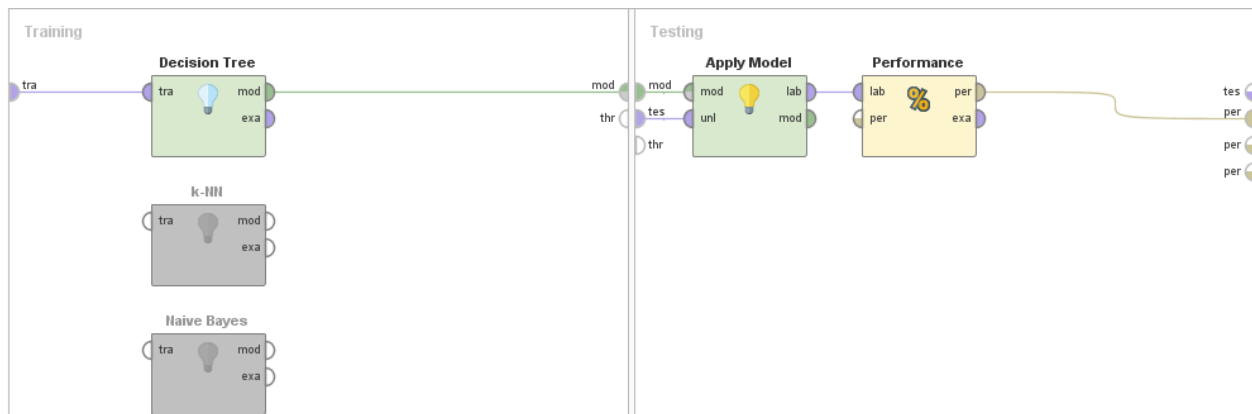 Training
Decision Tree
tra
tra
mod
exa
mod
thr
k-NN
tra
mod
exa
Naive Bayes
tra
mod
exa
Testing
mod
tes
thr
Apply Model
mod
lab
unl
mod
Performance
lab
per
per
exa
%
tes
per
per
per